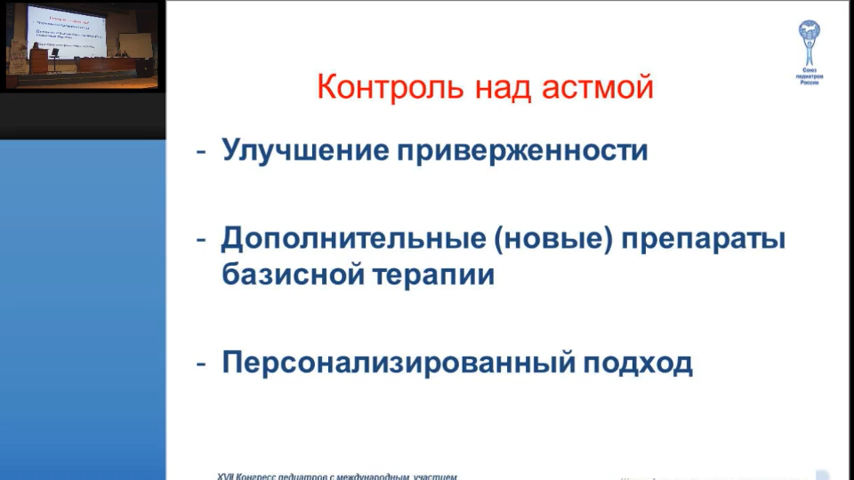 Контроль над астмой
Союз
педиатров
России
- Улучшение приверженности
- Дополнительные (новые) препараты
базисной терапии
- Персонализированный подход
XVII Конгресс педиатров с международным участием